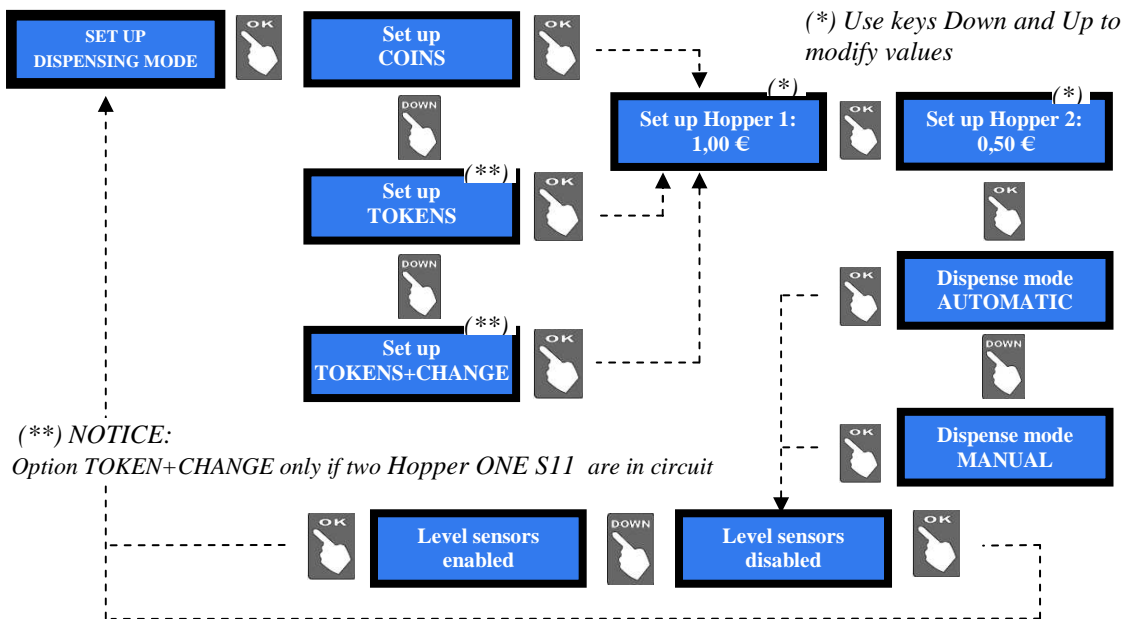 SET UP
DISPENSING MODE
OK
Set up
COINS
OK
(*) Use keys Down and Up to
modify values
DOWN
(*)
Set up Hopper 1:
1,00 €
OK
(*)
Set up Hopper 2:
0,50 €
(**)
Set up
TOKENS
OK
OK
DOWN
OK
Dispense mode
AUTOMATIC
(**)
Set up
TOKENS+CHANGE
OK
DOWN
(**) NOTICE:
Option TOKEN+CHANGE only if two Hopper ONE S11 are in circuit
OK
Dispense mode
MANUAL
OK
Level sensors
enabled
DOWN
Level sensors
disabled
OK